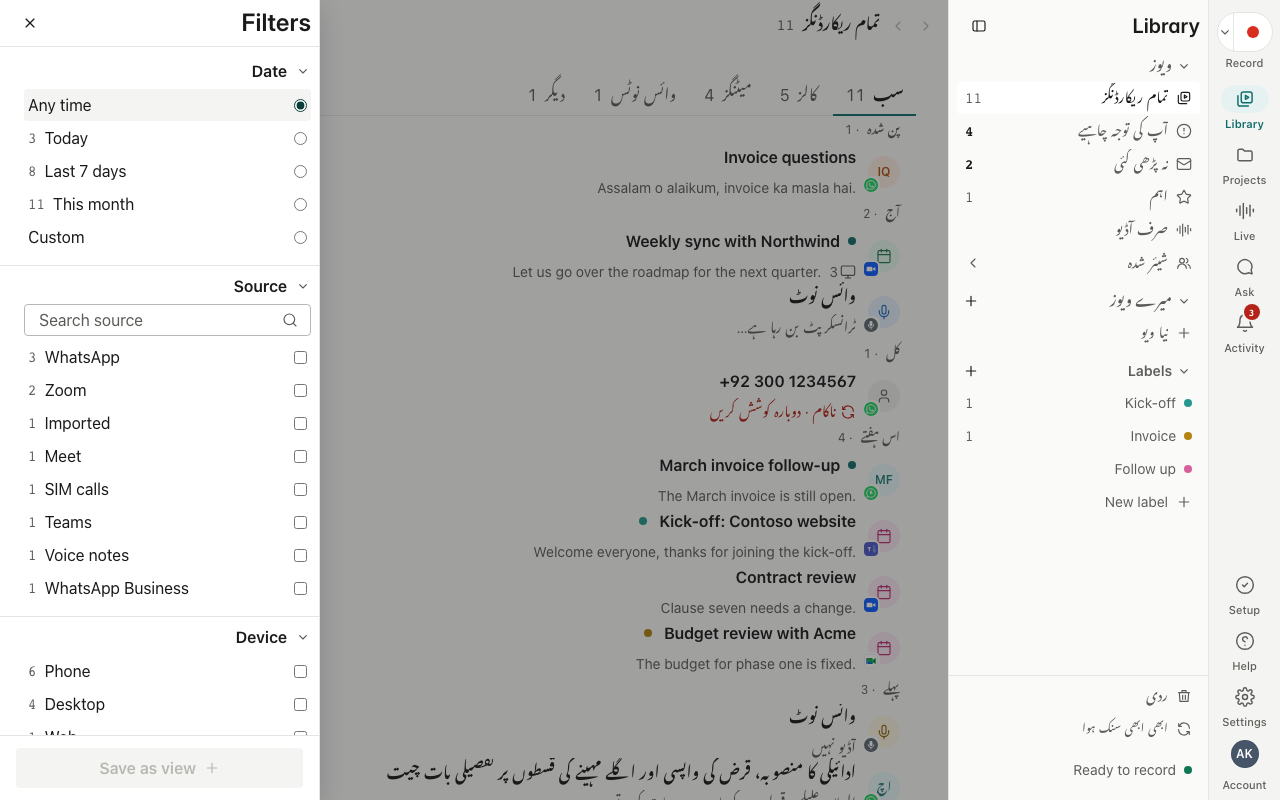 Record
Library
Projects
Live
Ask
3
Activity
Setup
Help
Settings
AK
Account
Library
ویوز
تمام ریکارڈنگز 11
آپ کی توجہ چاہیے 4
نہ پڑھی گئی 2
اہم 1
صرف آڈیو
شیئر شدہ
میرے ویوز
نیا ویو
Labels
Kick-off 1
Invoice 1
Follow up
New label
ردی
ابھی ابھی سنک ہوا
Ready to record
تمام ریکارڈنگز 11
سب 11 کالز 5 میٹنگز 4 وائس نوٹس 1 دیگر 1
پن شدہ · 1
IQ
Invoice questions
Assalam o alaikum, invoice ka masla hai.
آج · 2
Weekly sync with Northwind
Let us go over the roadmap for the next quarter. 3
وائس نوٹ
ٹرانسکرپٹ بن رہا ہے…
کل · 1
+92 300 1234567
ناکام · دوبارہ کوشش کریں
اس ہفتے · 4
MF
March invoice follow-up
The March invoice is still open.
Kick-off: Contoso website
Welcome everyone, thanks for joining the kick-off.
Contract review
Clause seven needs a change.
Budget review with Acme
The budget for phase one is fixed.
پہلے · 3
وائس نوٹ
آڈیو نہیں
ادائیگی کا منصوبہ، قرض کی واپسی اور اگلے مہینے کی قسطوں پر تفصیلی بات چیت
Filters
Date
Any time
3 Today
8 Last 7 days
11 This month
Custom
Source
Search source
3 WhatsApp
2 Zoom
1 Imported
1 Meet
1 SIM calls
1 Teams
1 Voice notes
1 WhatsApp Business
Device
6 Phone
4 Desktop
1 Web
Save as view